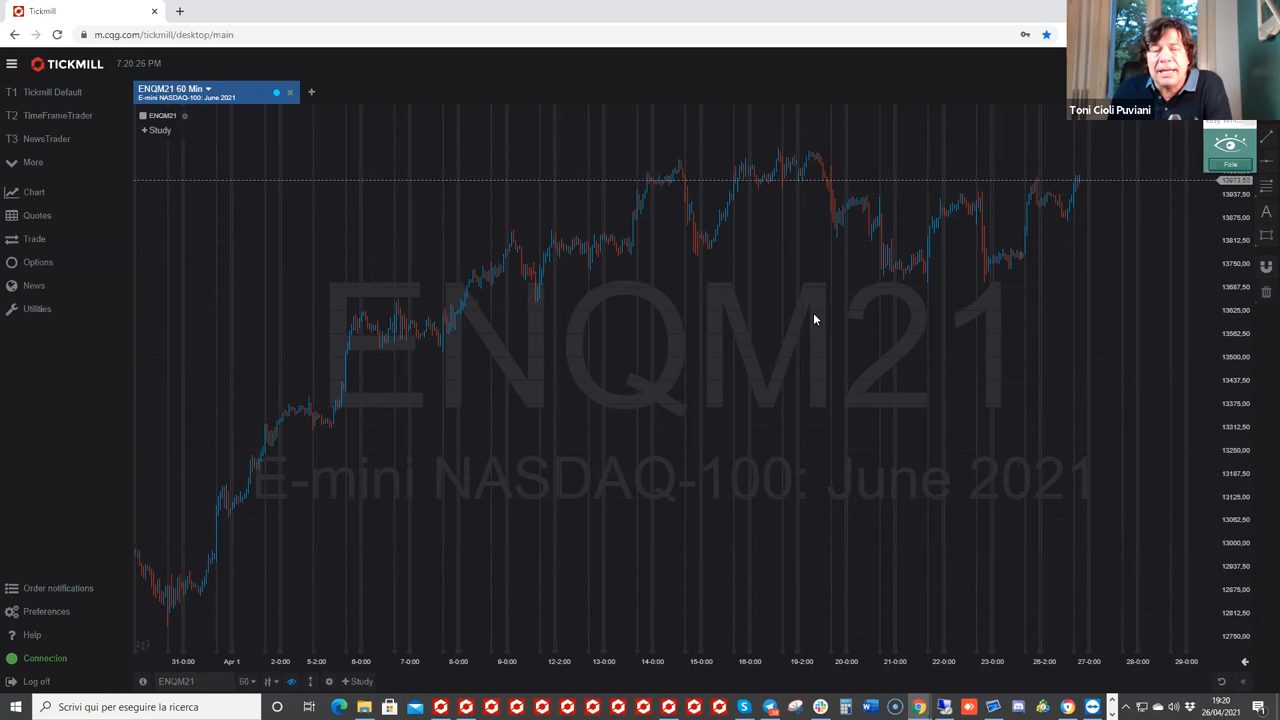 Tickmill
m.cqg.com/tickmill/desktop/main
TICKMILL
7:20:26 PM
Toni Cioli Puviani
T1 Tickmill Default
T2 TimeFrameTrader
T3 NewsTrader
More
Chart
Quotes
Trade
Options
News
Utilities
Order notifications
Preferences
Help
Connection
Log off
ENQM21 60 Min
E-mini NASDAQ-100: June 2021
ENQM21
+ Study
ENQM21
E-mini NASDAQ-100: June 2021
Fole
13973,50
13937,50
13875,00
13812,50
13750,00
13687,50
13625,00
13562,50
13500,00
13437,50
13375,00
13312,50
13250,00
13187,50
13125,00
13062,50
13000,00
12937,50
12875,00
12812,50
12750,00
31-0:00 Apr 1 2-0:00 5-2:00 6-0:00 7-0:00 8-0:00 9-0:00 12-2:00 13-0:00 14-0:00 15-0:00 16-0:00 19-2:00 20-0:00 21-0:00 22-0:00 23-0:00 26-2:00 27-0:00 28-0:00 29-0:00
ENQM21 60 + Study
Scrivi qui per eseguire la ricerca
19:20
26/04/2021